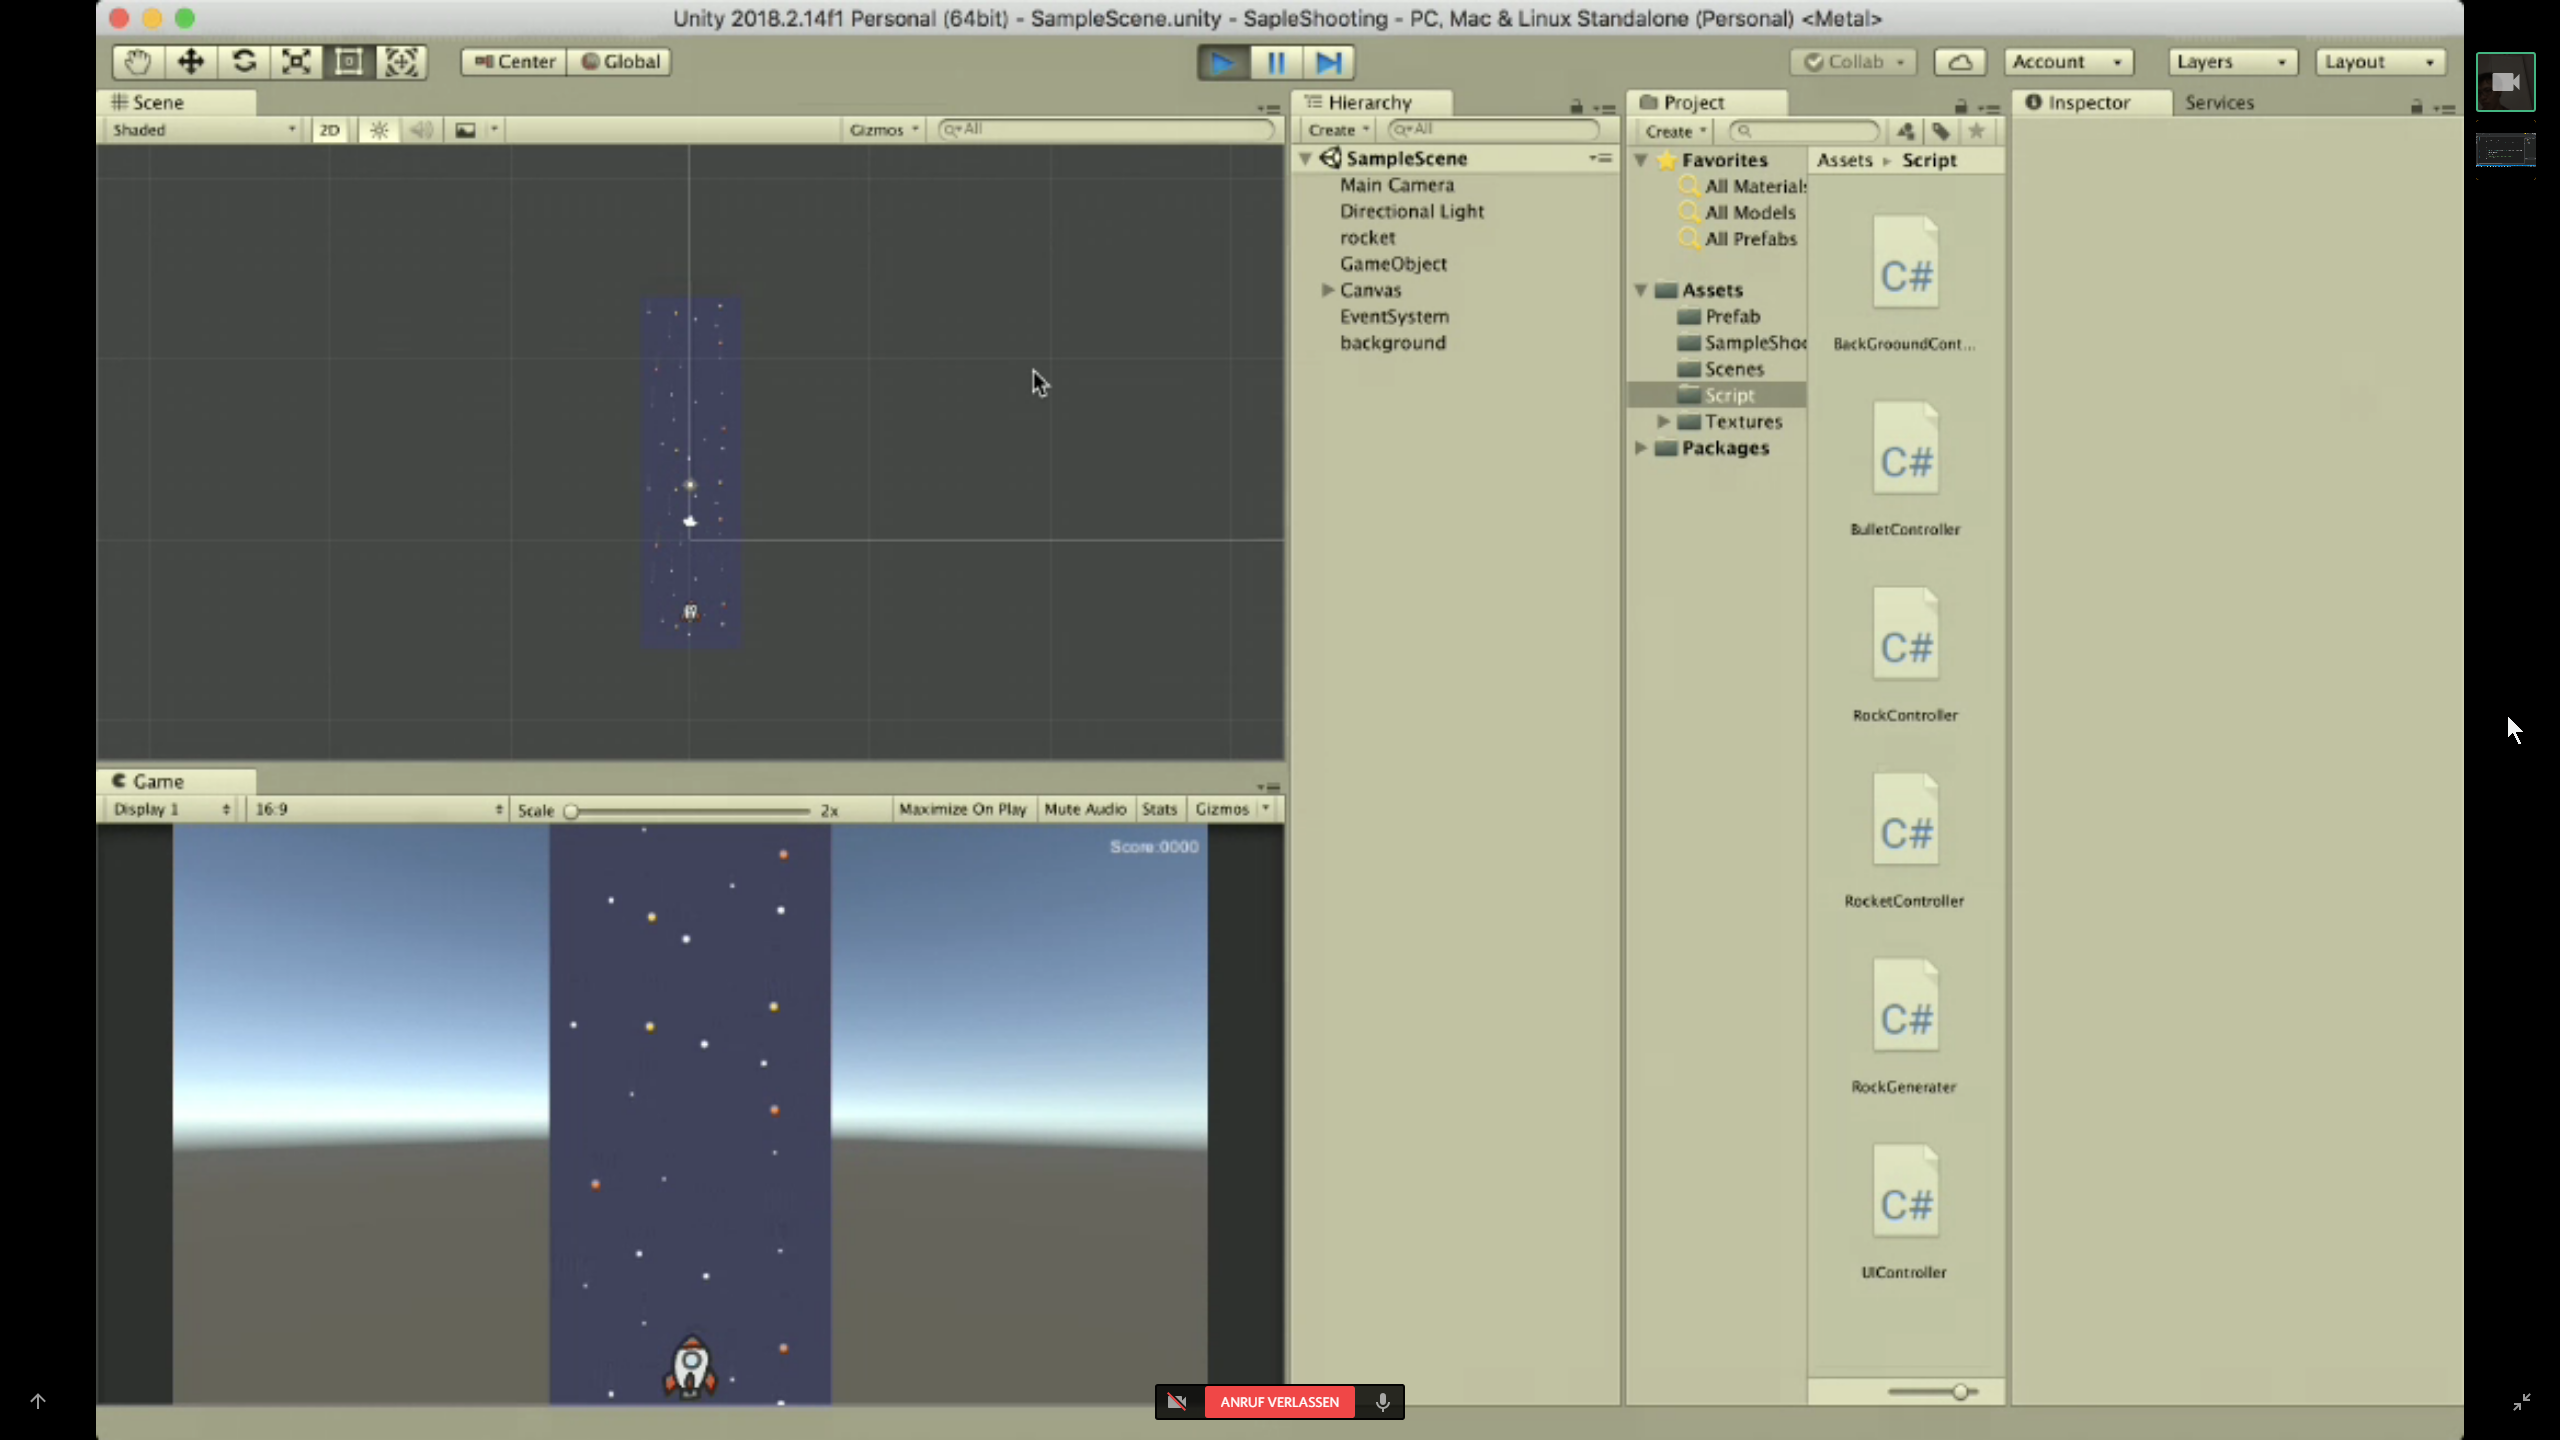 Unity 2018.2.14f1 Personal (64bit) - SampleScene.unity - SapleShooting - PC, Mac & Linux Standalone (Personal) <Metal>
Center Global Collab Account Layers Layout
Scene
Shaded 2D Gizmos All
Hierarchy
Create All
SampleScene
Main Camera
Directional Light
rocket
GameObject
Canvas
EventSystem
background
Project
Create
Favorites
All Materials
All Models
All Prefabs
Assets
Prefab
SampleShoo
Scenes
Script
Textures
Packages
Assets Script
C#
BackGrooundCont...
C#
BulletController
C#
RockController
C#
RocketController
C#
RockGenerater
C#
UIController
Inspector Services
Game
Display 1 16:9 Scale 2x Maximize On Play Mute Audio Stats Gizmos
Score:0000
ANRUF VERLASSEN